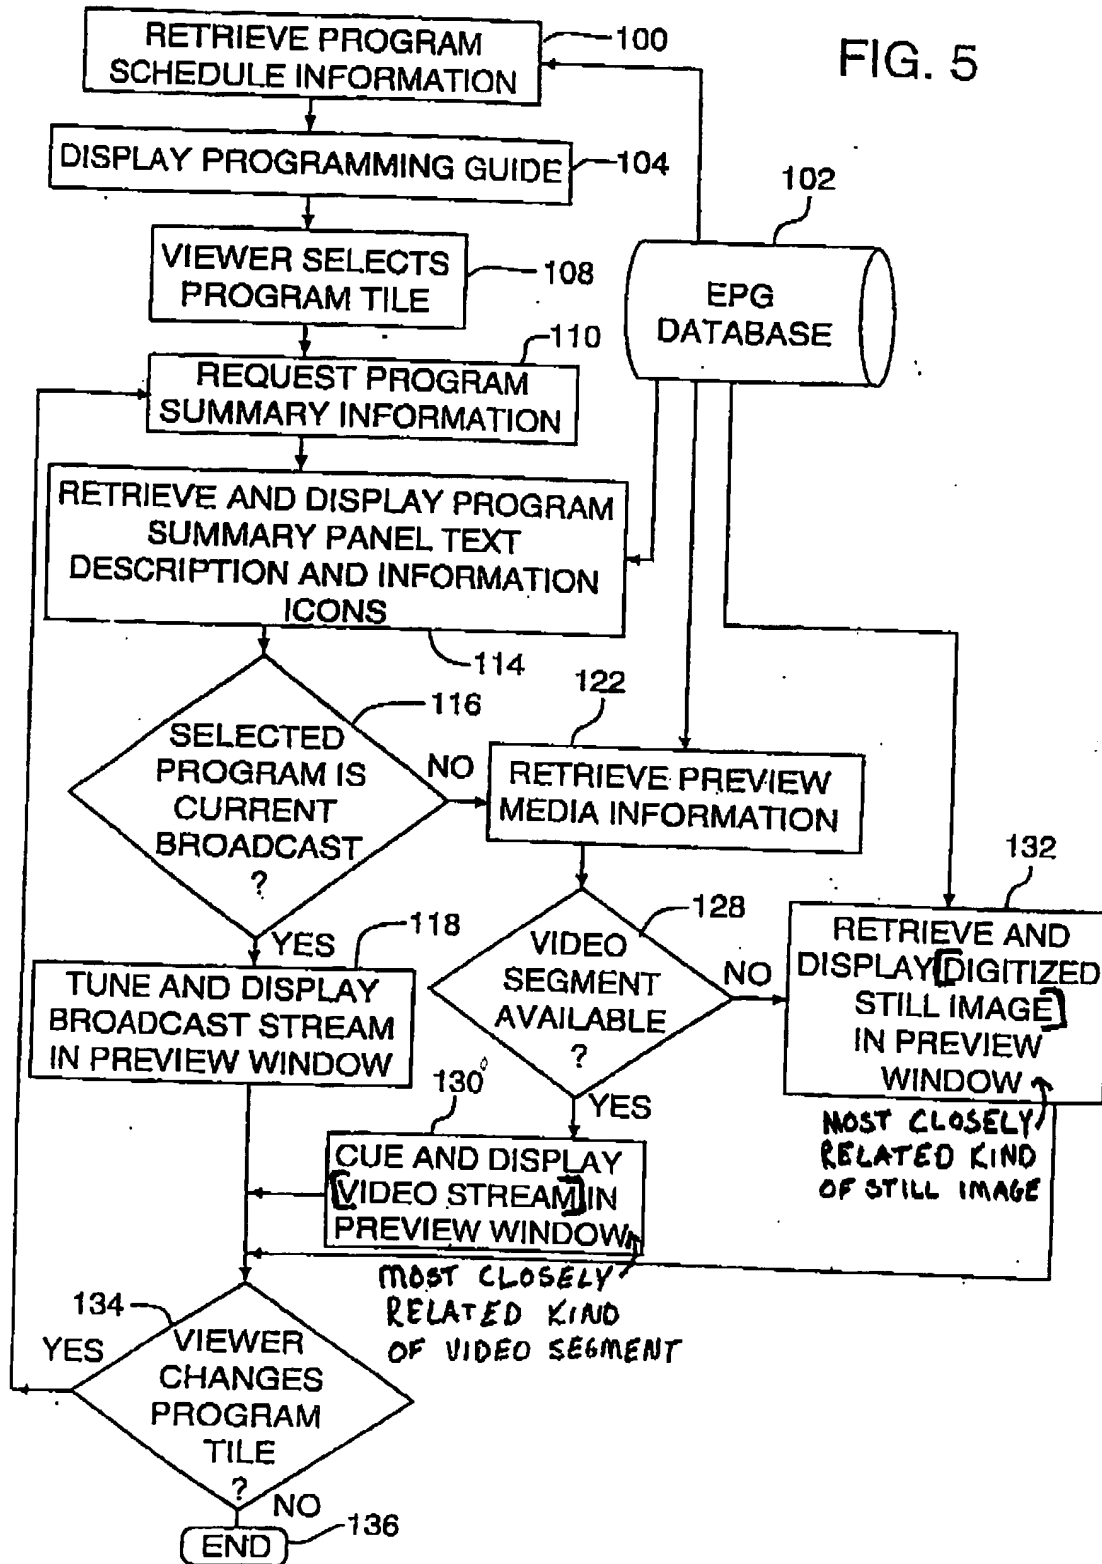 FIG. 5
RETRIEVE PROGRAM
SCHEDULE INFORMATION
100
DISPLAY PROGRAMMING GUIDE
104
102
EPG
DATABASE
VIEWER SELECTS
PROGRAM TILE
108
110
REQUEST PROGRAM
SUMMARY INFORMATION
RETRIEVE AND DISPLAY PROGRAM
SUMMARY PANEL TEXT
DESCRIPTION AND INFORMATION
ICONS
114
116
SELECTED
PROGRAM IS
CURRENT
BROADCAST
?
NO
YES
122
RETRIEVE PREVIEW
MEDIA INFORMATION
118
TUNE AND DISPLAY
BROADCAST STREAM
IN PREVIEW WINDOW
128
VIDEO
SEGMENT
AVAILABLE
?
NO
YES
132
RETRIEVE AND
DISPLAY [DIGITIZED
STILL IMAGE]
IN PREVIEW
WINDOW
MOST CLOSELY
RELATED KIND
OF STILL IMAGE
130
CUE AND DISPLAY
[VIDEO STREAM] IN
PREVIEW WINDOW
MOST CLOSELY
RELATED KIND
OF VIDEO SEGMENT
134
YES
VIEWER
CHANGES
PROGRAM
TILE
?
NO
END
136